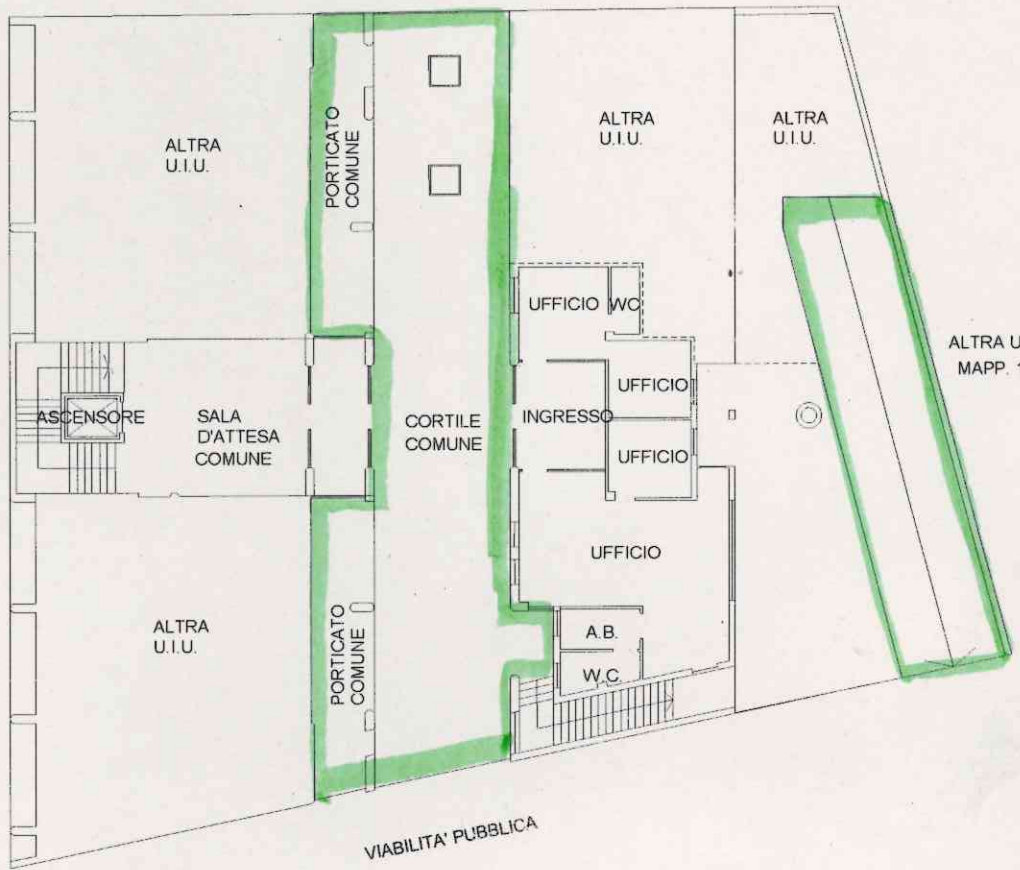 ALTRA
U.I.U.
PORTICATO
COMUNE
ALTRA
U.I.U.
ALTRA
U.I.U.
UFFICIO
WC
UFFICIO
ALTRA U
MAPP. 1
ASCENSORE
SALA
D'ATTESA
COMUNE
CORTILE
COMUNE
INGRESSO
UFFICIO
UFFICIO
ALTRA
U.I.U.
PORTICATO
COMUNE
A.B.
W.C.
VIABILITA' PUBBLICA